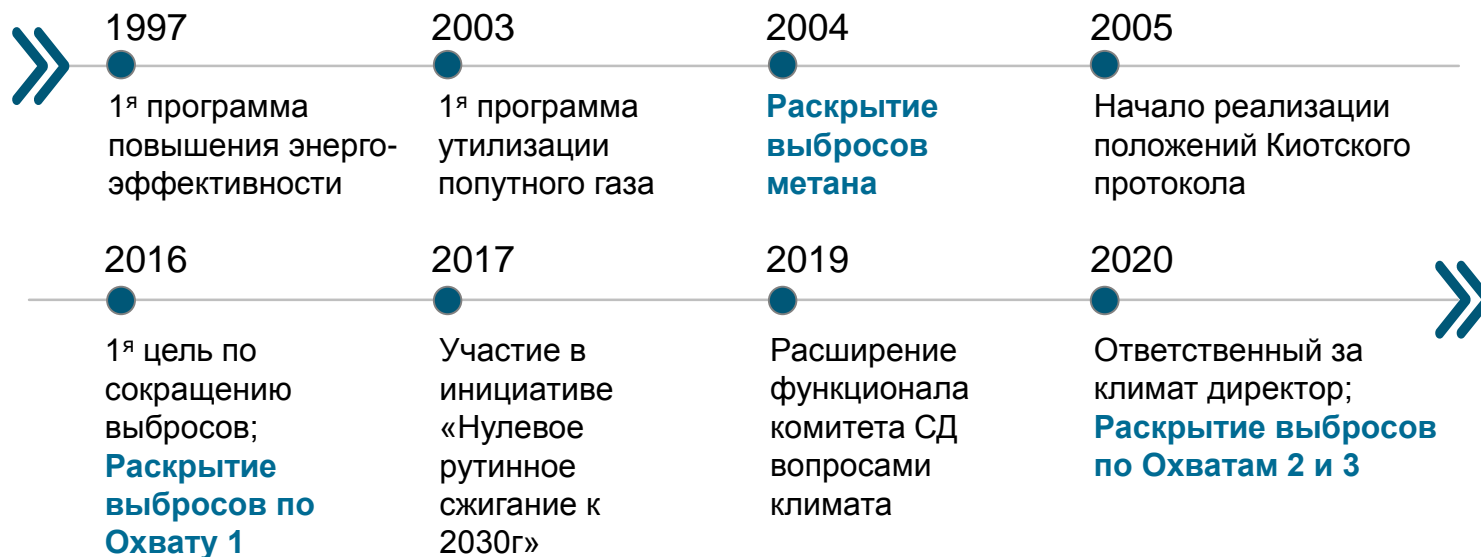 1997
1я программа
повышения энерго-
эффективности
2003
1я программа
утилизации
попутного газа
2004
Раскрытие
выбросов
метана
2005
Начало реализации
положений Киотского
протокола
2016
1я цель по
сокращению
выбросов;
Раскрытие
выбросов по
Охвату 1
2017
Участие в
инициативе
«Нулевое
рутинное
сжигание к
2030г»
2019
Расширение
функционала
комитета СД
вопросами
климата
2020
Ответственный за
климат директор;
Раскрытие выбросов
по Охватам 2 и 3